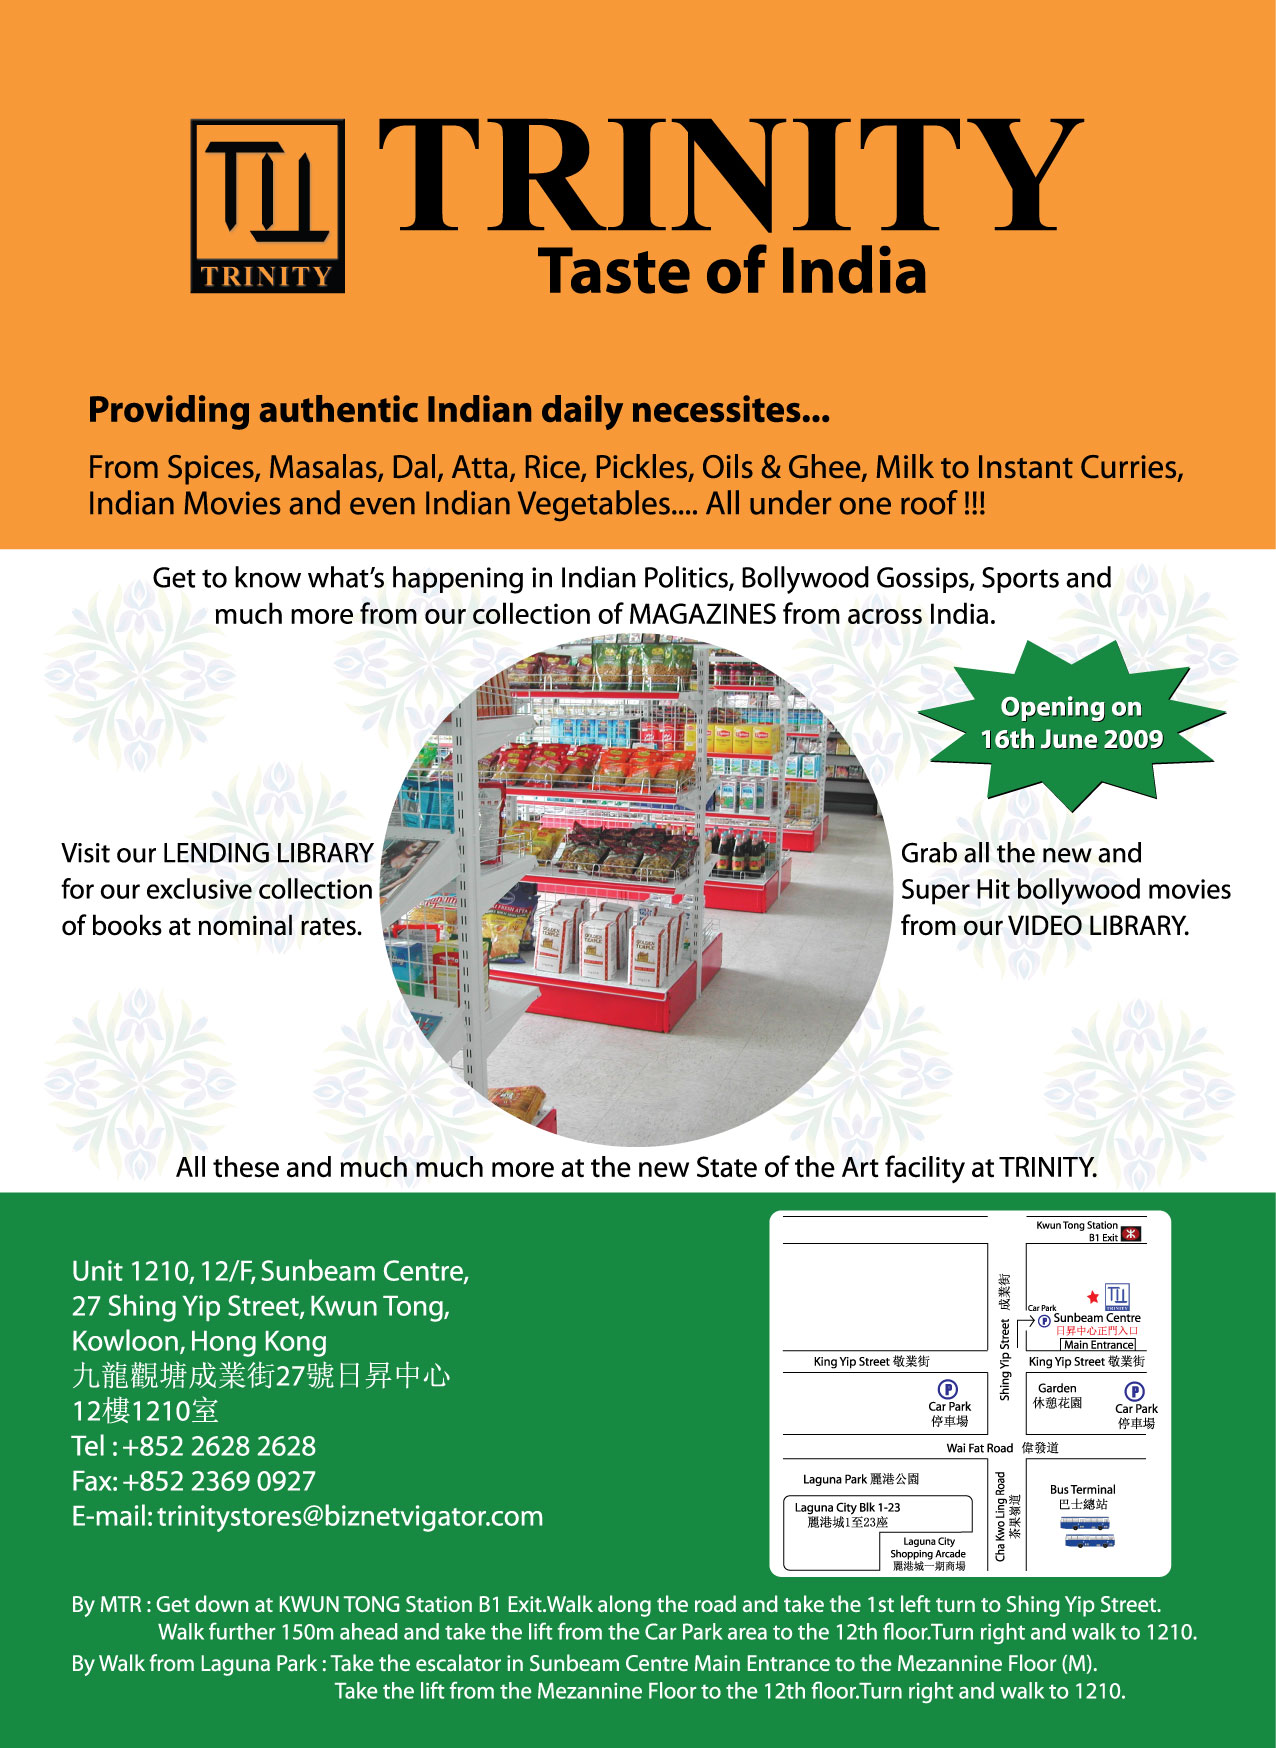 TRINITY
TRINITY
Taste of India
Providing authentic Indian daily necessites...
From Spices, Masalas, Dal, Atta, Rice, Pickles, Oils & Ghee, Milk to Instant Curries,
Indian Movies and even Indian Vegetables.... All under one roof !!!
Get to know what's happening in Indian Politics, Bollywood Gossips, Sports and
much more from our collection of MAGAZINES from across India.
Opening on
16th June 2009
Visit our LENDING LIBRARY
for our exclusive collection
of books at nominal rates.
Grab all the new and
Super Hit bollywood movies
from our VIDEO LIBRARY.
GOLDEN
TEMPLE
All these and much much more at the new State of the Art facility at TRINITY.
Unit 1210, 12/F, Sunbeam Centre,
27 Shing Yip Street, Kwun Tong,
Kowloon, Hong Kong
九龍觀塘成業街27號日昇中心
12樓1210室
Tel : +852 2628 2628
Fax: +852 2369 0927
E-mail: trinitystores@biznetvigator.com
Kwun Tong Station
B1 Exit
Shing Yip Street 成業街
TRINITY
Car Park
P
Sunbeam Centre
日昇中心正門入口
Main Entrance
King Yip Street 敬業街
King Yip Street 敬業街
P
Car Park
停車場
Garden
休憩花園
P
Car Park
停車場
Wai Fat Road 偉發道
Laguna Park 麗港公園
Laguna City Blk 1-23
麗港城1至23座
Laguna City
Shopping Arcade
麗港城一期商場
Cha Kwo Ling Road
茶果嶺道
Bus Terminal
巴士總站
By MTR : Get down at KWUN TONG Station B1 Exit.Walk along the road and take the 1st left turn to Shing Yip Street.
Walk further 150m ahead and take the lift from the Car Park area to the 12th floor.Turn right and walk to 1210.
By Walk from Laguna Park : Take the escalator in Sunbeam Centre Main Entrance to the Mezannine Floor (M).
Take the lift from the Mezannine Floor to the 12th floor.Turn right and walk to 1210.